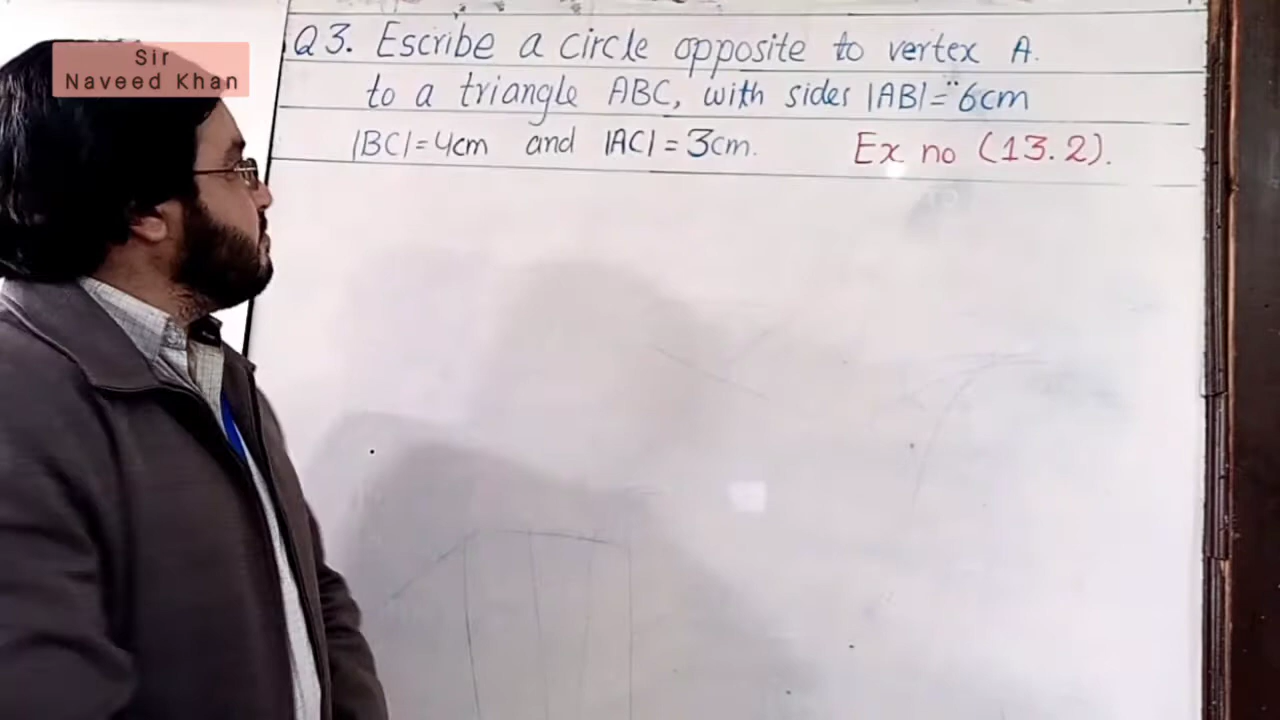 Sir
Naveed Khan
Q3. Escribe a circle opposite to vertex A.
to a triangle ABC, with sides |AB| = 6cm
|BC| = 4cm and |AC| = 3cm. Ex no (13.2).